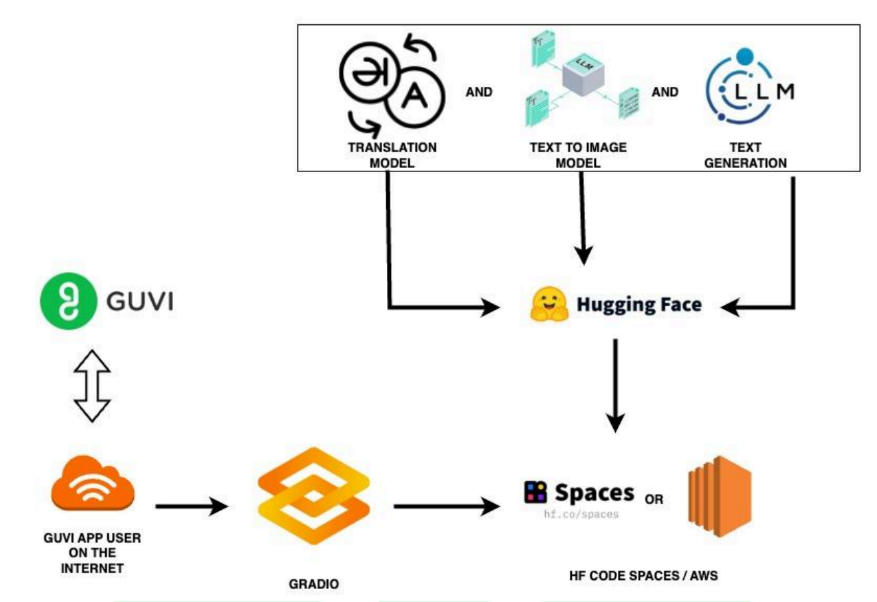 AND
LLM
AND
LLM
A
TRANSLATION
MODEL
TEXT TO IMAGE
MODEL
TEXT
GENERATION
GUVI
Hugging Face
GUVI APP USER
ON THE
INTERNET
GRADIO
Spaces
OR
hf.co/spaces
HF CODE SPACES / AWS